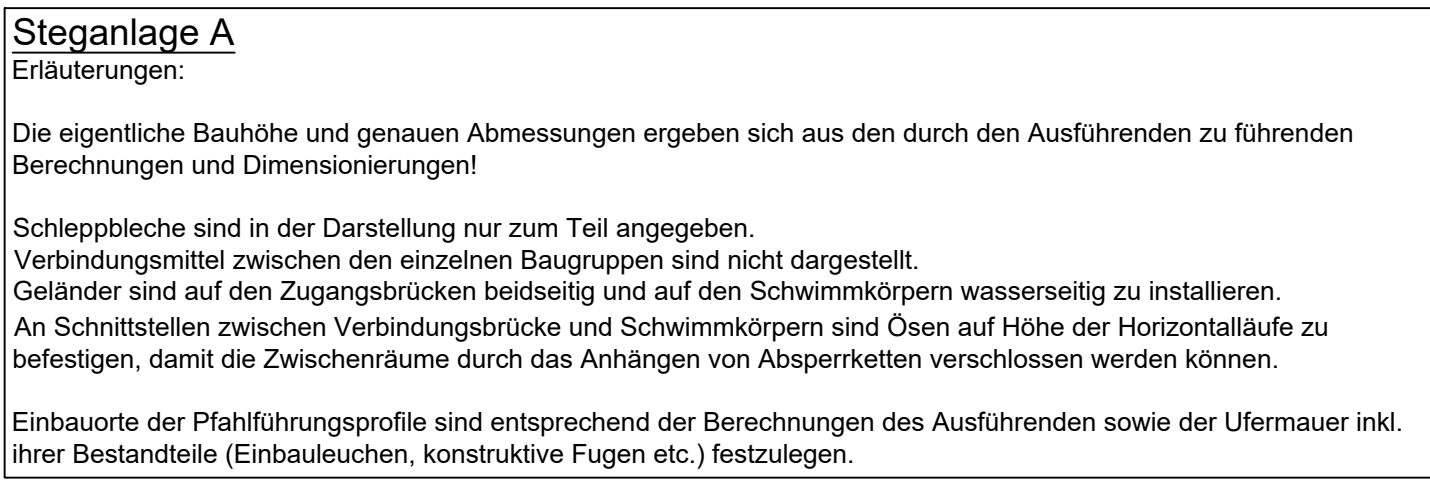 Steganlage A
Erläuterungen:
Die eigentliche Bauhöhe und genauen Abmessungen ergeben sich aus den durch den Ausführenden zu führenden
Berechnungen und Dimensionierungen!
Schleppbleche sind in der Darstellung nur zum Teil angegeben.
Verbindungsmittel zwischen den einzelnen Baugruppen sind nicht dargestellt.
Geländer sind auf den Zugangsbrücken beidseitig und auf den Schwimmkörpern wasserseitig zu installieren.
An Schnittstellen zwischen Verbindungsbrücke und Schwimmkörpern sind Ösen auf Höhe der Horizontalläufe zu
befestigen, damit die Zwischenräume durch das Anhängen von Absperrketten verschlossen werden können.
Einbauorte der Pfahlführungsprofile sind entsprechend der Berechnungen des Ausführenden sowie der Ufermauer inkl.
ihrer Bestandteile (Einbauleuchen, konstruktive Fugen etc.) festzulegen.